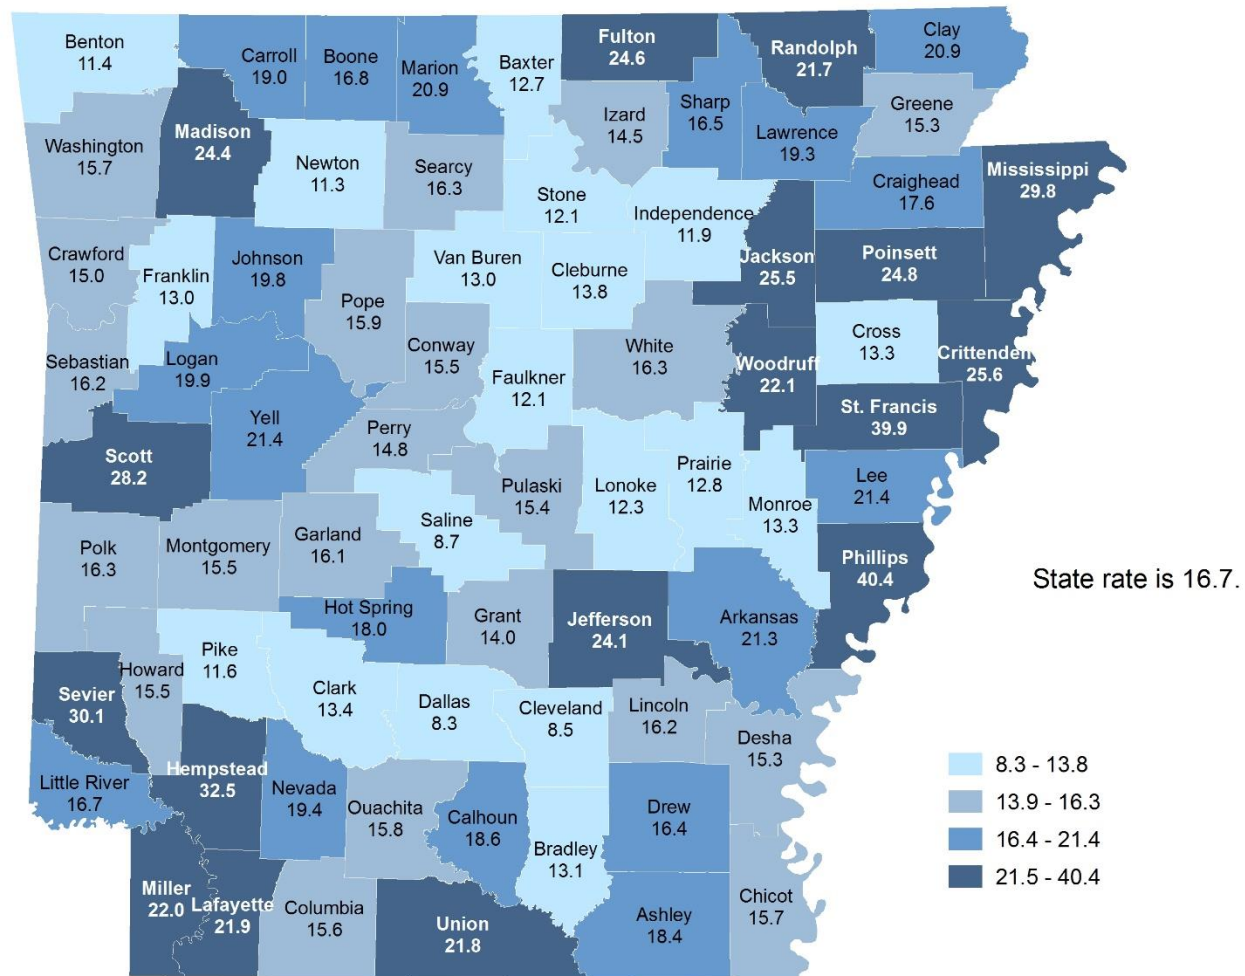 Benton
11.4
Carroll
19.0
Boone
16.8
Marion
20.9
Baxter
12.7
Fulton
24.6
Randolph
21.7
Clay
20.9
Washington
15.7
Madison
24.4
Newton
11.3
Searcy
16.3
Izard
14.5
Sharp
16.5
Lawrence
19.3
Greene
15.3
Stone
12.1
Independence
11.9
Craighead
17.6
Mississippi
29.8
Crawford
15.0
Franklin
13.0
Johnson
19.8
Pope
15.9
Van Buren
13.0
Cleburne
13.8
Jackson
25.5
Poinsett
24.8
Sebastian
16.2
Logan
19.9
Conway
15.5
Faulkner
12.1
White
16.3
Woodruff
22.1
Cross
13.3
Crittenden
25.6
Scott
28.2
Yell
21.4
Perry
14.8
St. Francis
39.9
Saline
8.7
Pulaski
15.4
Lonoke
12.3
Prairie
12.8
Monroe
13.3
Lee
21.4
Polk
16.3
Montgomery
15.5
Garland
16.1
Phillips
40.4
State rate is 16.7.
Hot Spring
18.0
Grant
14.0
Jefferson
24.1
Arkansas
21.3
Pike
11.6
Howard
15.5
Sevier
30.1
Clark
13.4
Dallas
8.3
Cleveland
8.5
Lincoln
16.2
Desha
15.3
Little River
16.7
Hempstead
32.5
Nevada
19.4
Ouachita
15.8
Calhoun
18.6
Bradley
13.1
Drew
16.4
Miller
22.0
Lafayette
21.9
Columbia
15.6
Union
21.8
Ashley
18.4
Chicot
15.7
8.3 - 13.8
13.9 - 16.3
16.4 - 21.4
21.5 - 40.4